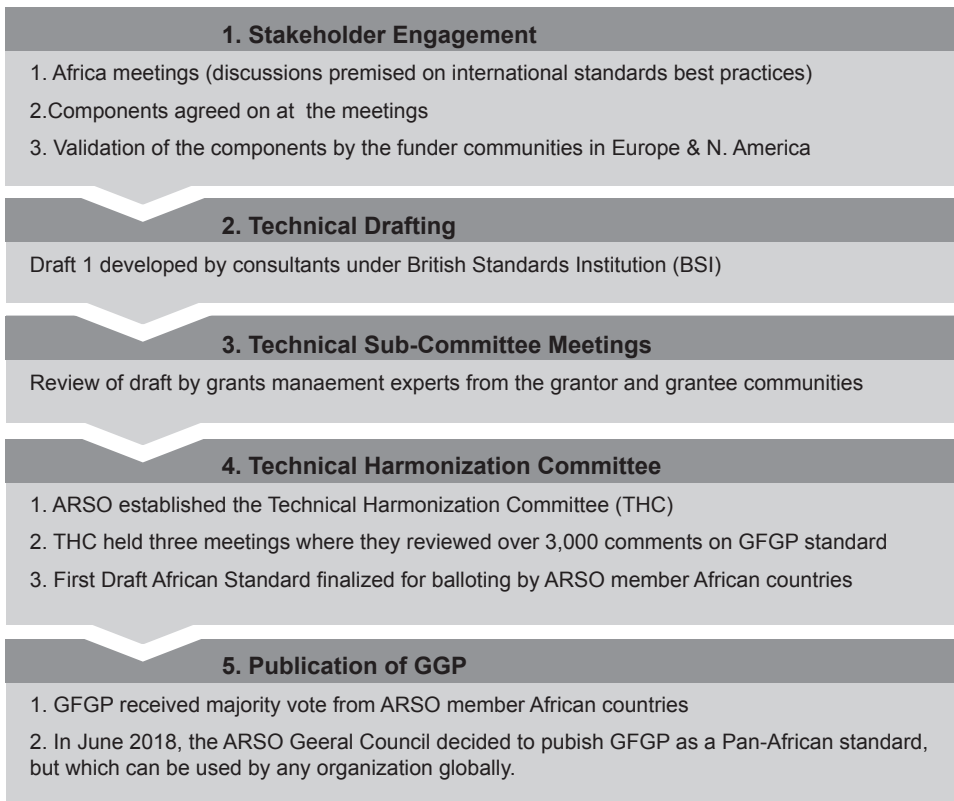 1. Stakeholder Engagement
1. Africa meetings (discussions premised on international standards best practices)
2.Components agreed on at  the meetings
3. Validation of the components by the funder communities in Europe & N. America
2. Technical Drafting
Draft 1 developed by consultants under British Standards Institution (BSI)
3. Technical Sub-Committee Meetings
Review of draft by grants manaement experts from the grantor and grantee communities
4. Technical Harmonization Committee
1. ARSO established the Technical Harmonization Committee (THC)
2. THC held three meetings where they reviewed over 3,000 comments on GFGP standard
3. First Draft African Standard finalized for balloting by ARSO member African countries
5. Publication of GGP
1. GFGP received majority vote from ARSO member African countries
2. In June 2018, the ARSO Geeral Council decided to pubish GFGP as a Pan-African standard,
but which can be used by any organization globally.